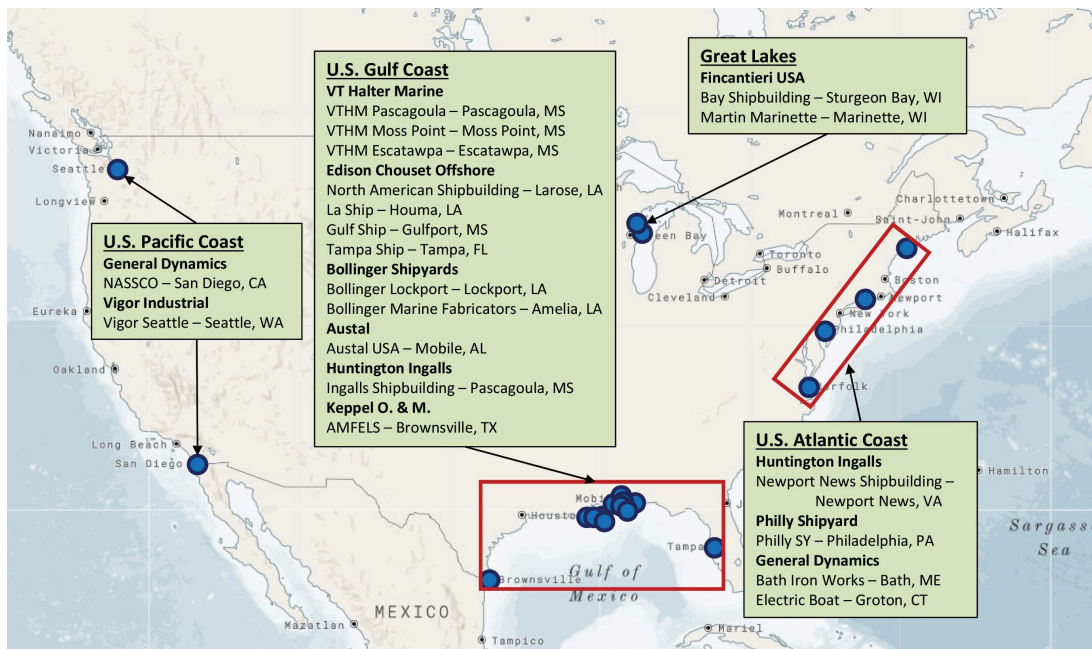 U.S. Gulf Coast
VT Halter Marine
VTHM Pascagoula – Pascagoula, MS
VTHM Moss Point – Moss Point, MS
VTHM Escatawpa – Escatawpa, MS
Edison Chouset Offshore
North American Shipbuilding – Larose, LA
La Ship – Houma, LA
Gulf Ship – Gulfport, MS
Tampa Ship – Tampa, FL
Bollinger Shipyards
Bollinger Lockport – Lockport, LA
Bollinger Marine Fabricators – Amelia, LA
Austal
Austal USA – Mobile, AL
Huntington Ingalls
Ingalls Shipbuilding – Pascagoula, MS
Keppel O. & M.
AMFELS – Brownsville, TX
Great Lakes
Fincantieri USA
Bay Shipbuilding – Sturgeon Bay, WI
Martin Marinette – Marinette, WI
U.S. Pacific Coast
General Dynamics
NASSCO – San Diego, CA
Vigor Industrial
Vigor Seattle – Seattle, WA
U.S. Atlantic Coast
Huntington Ingalls
Newport News Shipbuilding –
Newport News, VA
Philly Shipyard
Philly SY – Philadelphia, PA
General Dynamics
Bath Iron Works – Bath, ME
Electric Boat – Groton, CT
Nanaimo
Victoria
Seattle
Longview
Eureka
Oakland
Long Beach
San Diego
Houston
Brownsville
Tampa
Gulf of
Mexico
MEXICO
Mazatlan
Tampico
Mariel
Montreal
Toronto
Buffalo
Detroit
Cleveland
Charlottetown
Saint-John
Halifax
Boston
Newport
New York
Philadelphia
Hamilton
Sea